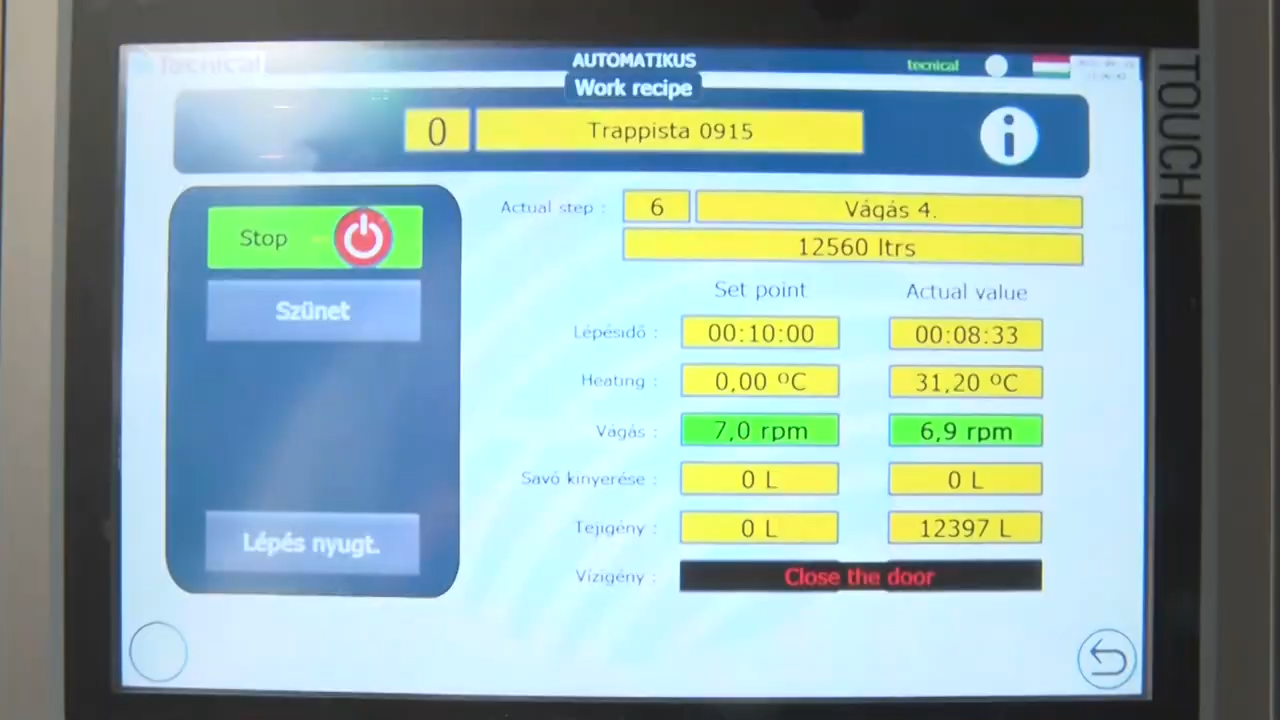 Tecnical
AUTOMATIKUS
tecnical
Work recipe
0
Trappista 0915
Actual step :
6
Vágás 4.
12560 ltrs
Stop
Szünet
Lépés nyugt.
Set point
Actual value
Lépésidő :
00:10:00
00:08:33
Heating :
0,00 ºC
31,20 ºC
Vágás :
7,0 rpm
6,9 rpm
Savó kinyerése :
0 L
0 L
Tejigény :
0 L
12397 L
Vízigény :
Close the door
TOUCH